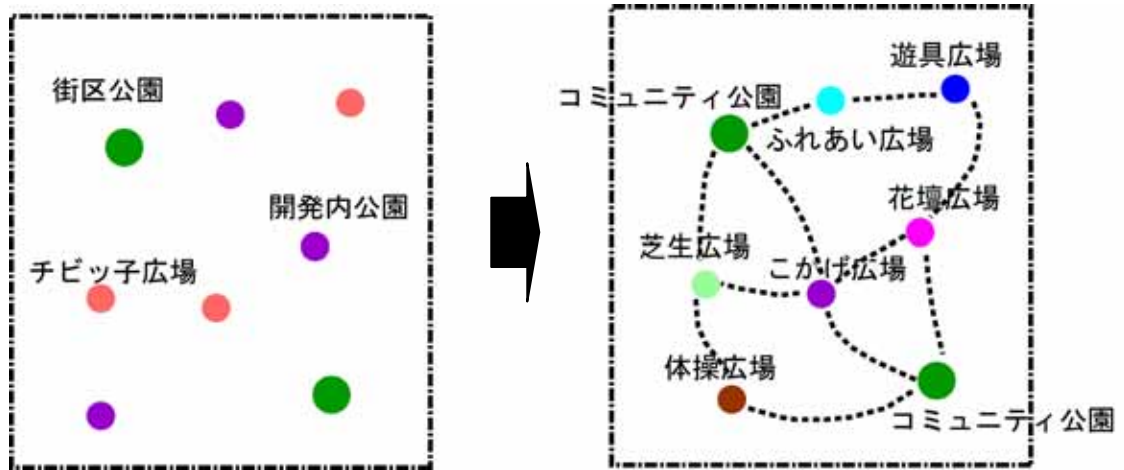 街区公園
開発内公園
チビッ子広場
遊具広場
コミュニティ公園
ふれあい広場
花壇広場
芝生広場
こかげ広場
体操広場
コミュニティ公園